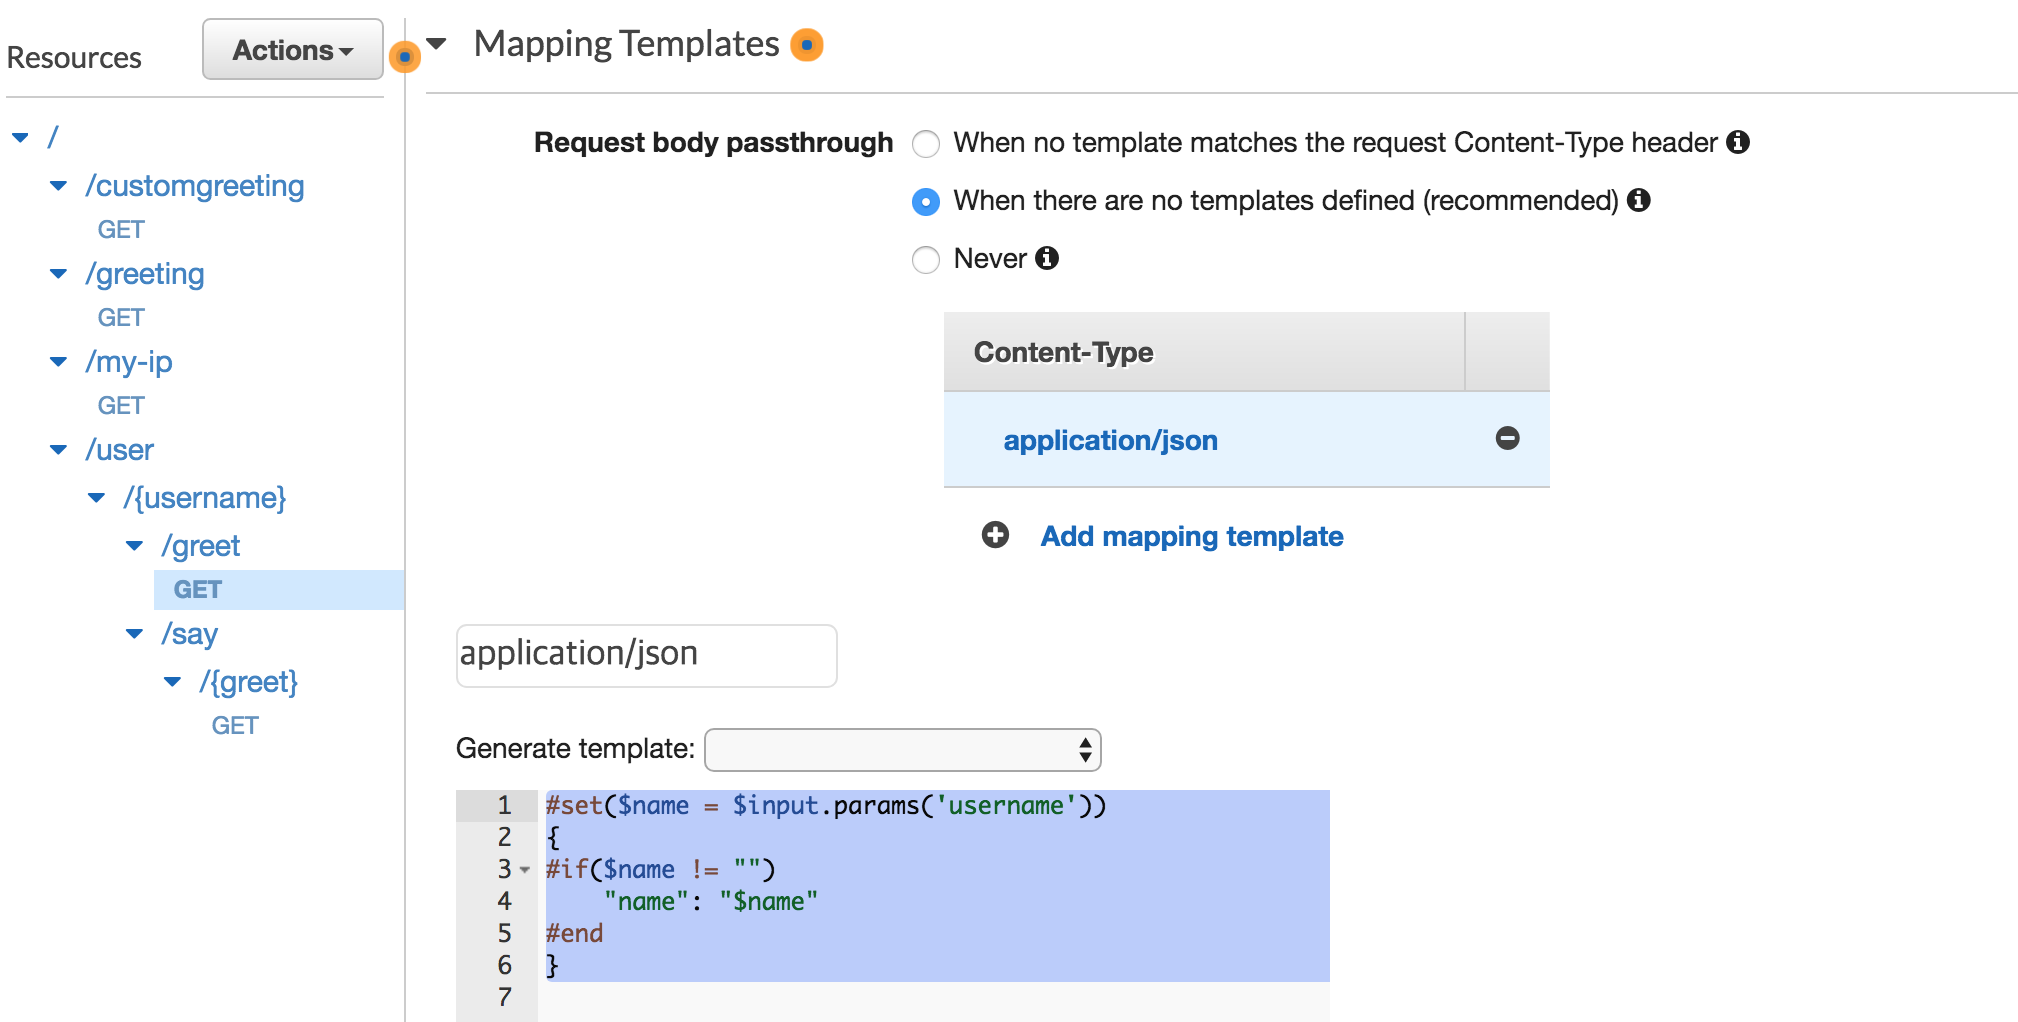 Resources
Actions
/
/customgreeting
GET
/greeting
GET
/my-ip
GET
/user
/{username}
/greet
GET
/say
/{greet}
GET
Mapping Templates
Request body passthrough
When no template matches the request Content-Type header
When there are no templates defined (recommended)
Never
Content-Type
application/json
Add mapping template
application/json
Generate template:
1 #set($name = $input.params('username'))
2 {
3 #if($name != "")
4     "name": "$name"
5 #end
6 }
7